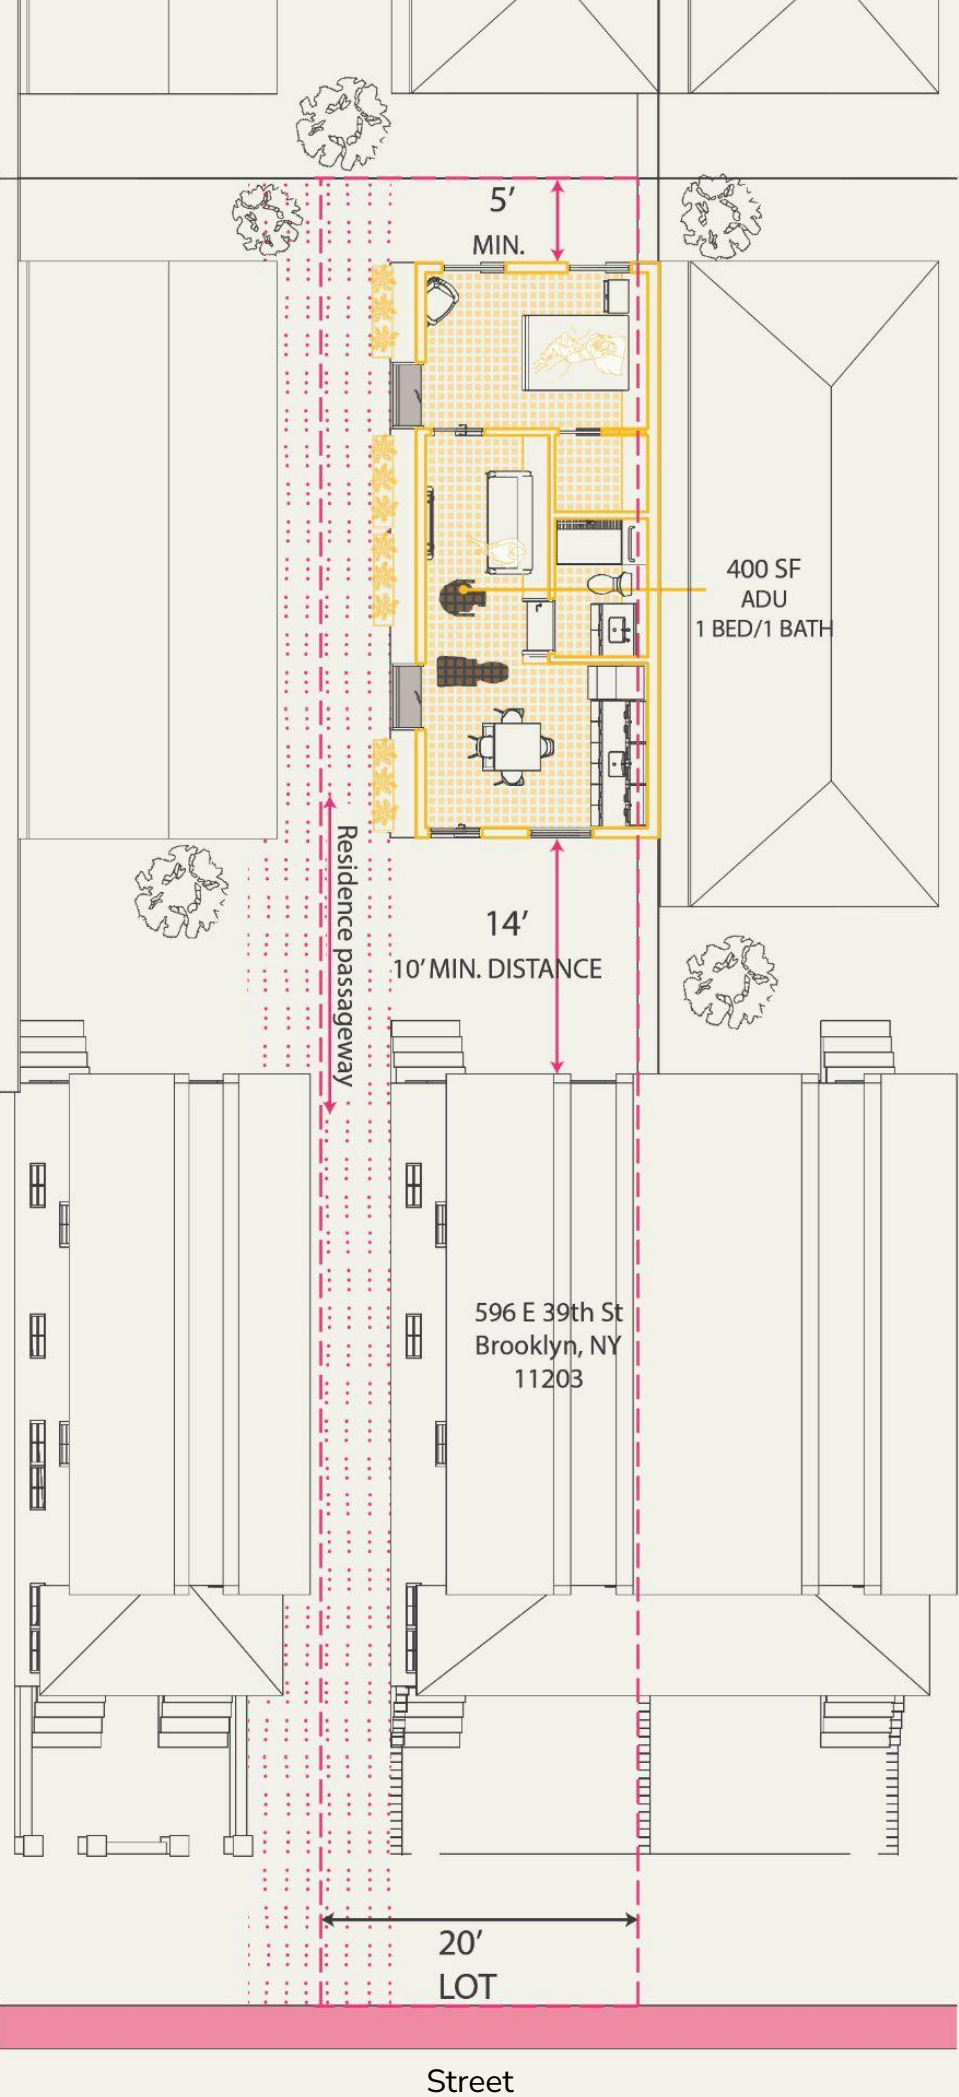 5’
MIN.
400 SF
ADU
1 BED/1 BATH
Residence passageway
14’
10’ MIN. DISTANCE
596 E 39th St
Brooklyn, NY
11203
20’
LOT
Street